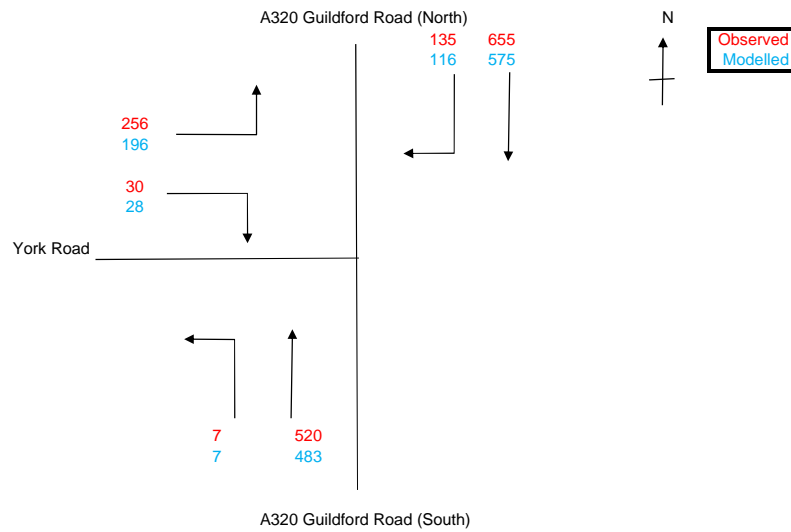 A320 Guildford Road (North)
N
135 655
116 575
Observed
Modelled
256
196
30
28
York Road
7 520
7 483
A320 Guildford Road (South)